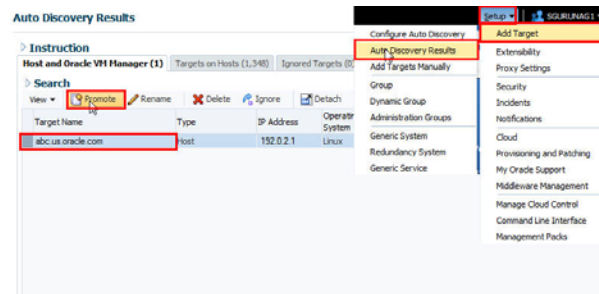 Auto Discovery Results
Instruction
Host and Oracle VM Manager (1) Targets on Hosts (1,348) Ignored Targets (0)
Search
View Promote Rename Delete Ignore Detach
Target Name Type IP Address Operating System
abc.us.oracle.com Host 192.0.2.1 Linux
Configure Auto Discovery
Auto Discovery Results
Add Targets Manually
Group
Dynamic Group
Administration Groups
Generic System
Redundancy System
Generic Service
Setup SGURUNAG1
Add Target
Extensibility
Proxy Settings
Security
Incidents
Notifications
Cloud
Provisioning and Patching
My Oracle Support
Middleware Management
Manage Cloud Control
Command Line Interface
Management Packs